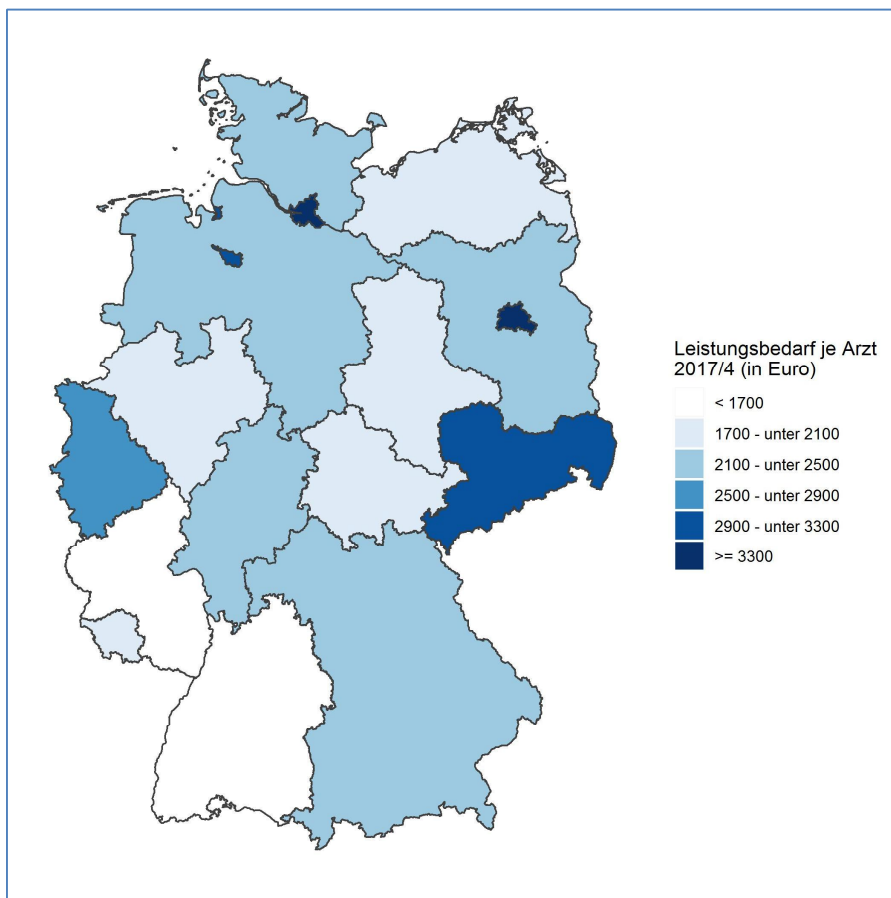 Leistungsbedarf je Arzt
2017/4 (in Euro)
< 1700
1700 - unter 2100
2100 - unter 2500
2500 - unter 2900
2900 - unter 3300
>= 3300